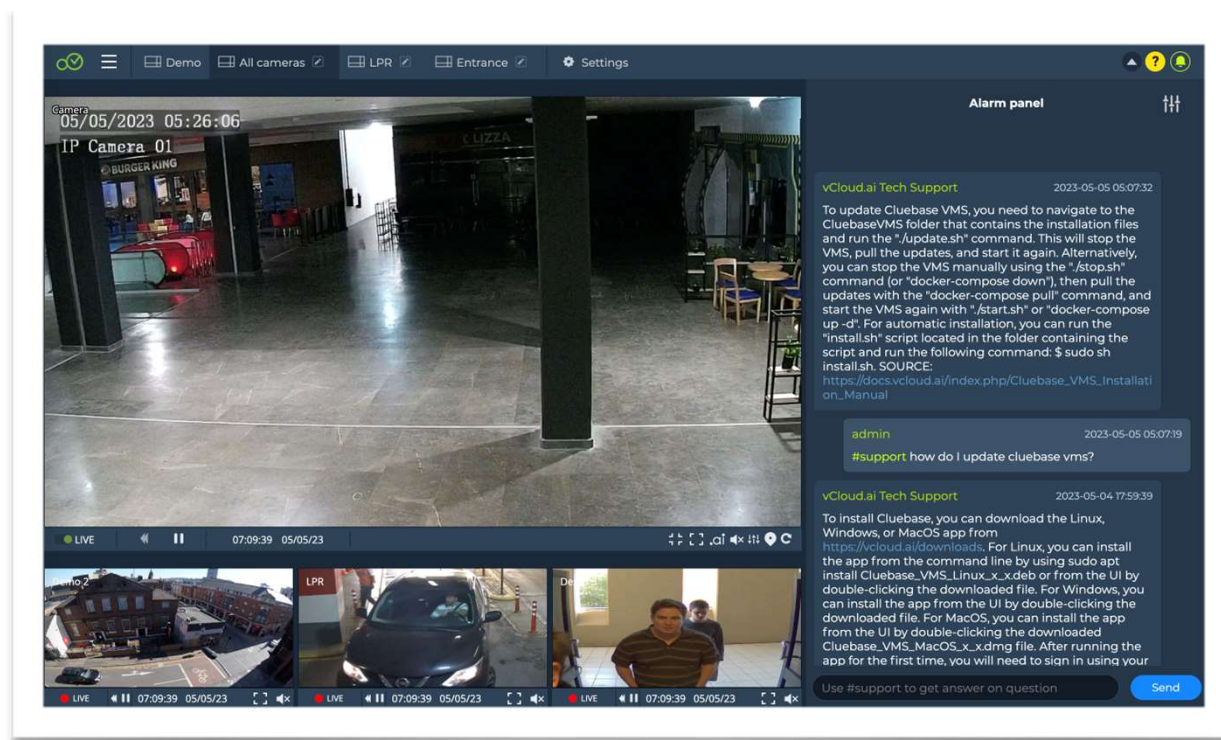 Demo
All cameras
LPR
Entrance
Settings
?
Camera
05/05/2023 05:26:06
IP Camera 01
BURGER KING
LIZZA
LIVE
07:09:39 05/05/23
Demo 2
LIVE
07:09:39 05/05/23
LPR
LIVE
07:09:39 05/05/23
LIVE
07:09:39 05/05/23
Alarm panel
vCloud.ai Tech Support 2023-05-05 05:07:32
To update Cluebase VMS, you need to navigate to the
CluebaseVMS folder that contains the installation files
and run the "./update.sh" command. This will stop the
VMS, pull the updates, and start it again. Alternatively,
you can stop the VMS manually using the "./stop.sh"
command (or "docker-compose down"), then pull the
updates with the "docker-compose pull" command, and
start the VMS again with "./start.sh" or "docker-compose
up -d". For automatic installation, you can run the
"install.sh" script located in the folder containing the
script and run the following command: $ sudo sh
install.sh. SOURCE:
https://docs.vcloud.ai/index.php/Cluebase_VMS_Installati
on_Manual
admin 2023-05-05 05:07:19
#support how do I update cluebase vms?
vCloud.ai Tech Support 2023-05-04 17:59:39
To install Cluebase, you can download the Linux,
Windows, or MacOS app from
https://vcloud.ai/downloads. For Linux, you can install
the app from the command line by using sudo apt
install Cluebase_VMS_Linux_x_x.deb or from the UI by
double-clicking the downloaded file. For Windows, you
can install the app from the UI by double-clicking the
downloaded file. For MacOS, you can install the app
from the UI by double-clicking the downloaded
Cluebase_VMS_MacOS_x_x.dmg file. After running the
app for the first time, you will need to sign in using your
Use #support to get answer on question
Send